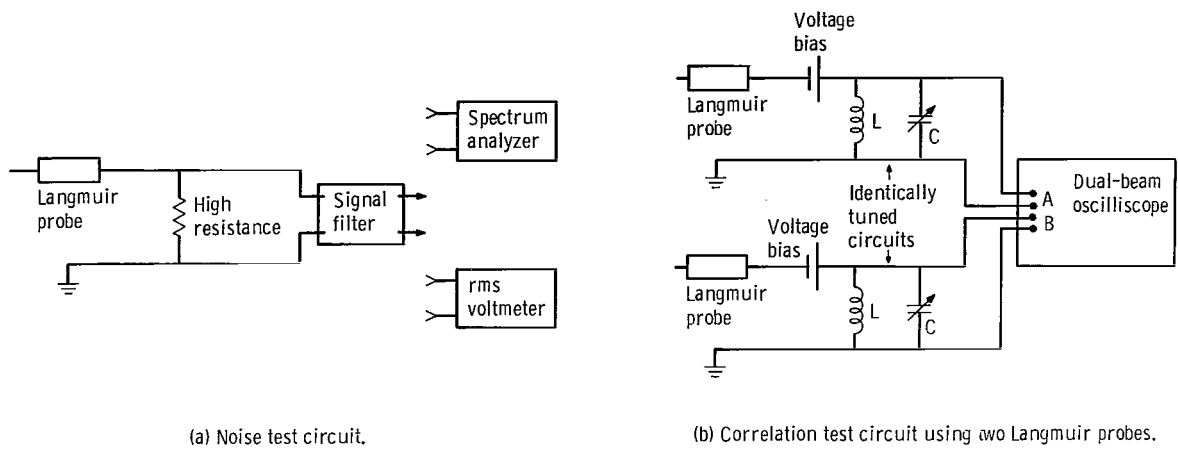 Langmuir
probe
High
resistance
Signal
filter
Spectrum
analyzer
rms
voltmeter
(a) Noise test circuit.
Voltage
bias
Langmuir
probe
L
C
Identically
tuned
circuits
Voltage
bias
Langmuir
probe
L
C
A
B
Dual-beam
oscilliscope
(b) Correlation test circuit using two Langmuir probes.